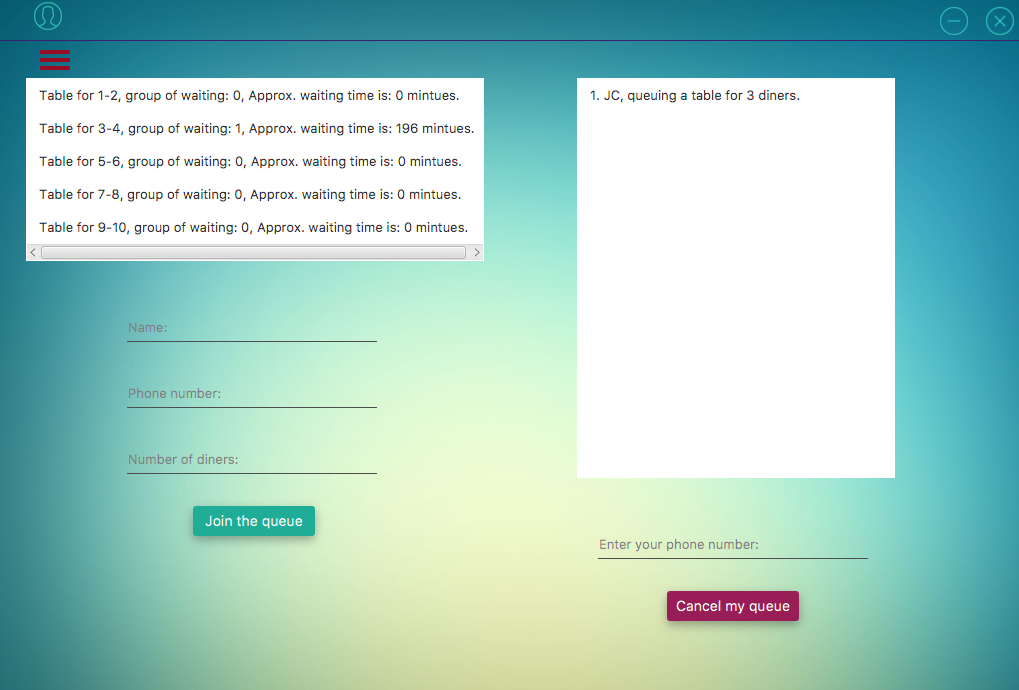 Table for 1-2, group of waiting: 0, Approx. waiting time is: 0 mintues.
Table for 3-4, group of waiting: 1, Approx. waiting time is: 196 mintues.
Table for 5-6, group of waiting: 0, Approx. waiting time is: 0 mintues.
Table for 7-8, group of waiting: 0, Approx. waiting time is: 0 mintues.
Table for 9-10, group of waiting: 0, Approx. waiting time is: 0 mintues.
Name:
Phone number:
Number of diners:
Join the queue
1. JC, queuing a table for 3 diners.
Enter your phone number:
Cancel my queue